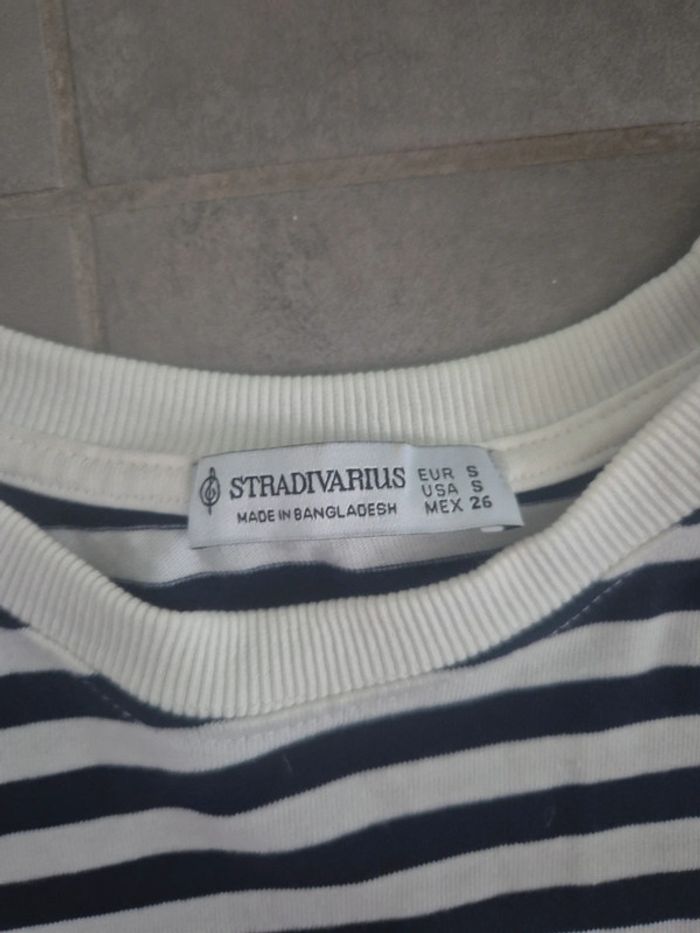 STRADIVARIUS
MADE IN BANGLADESH
EUR S
USA S
MEX 26